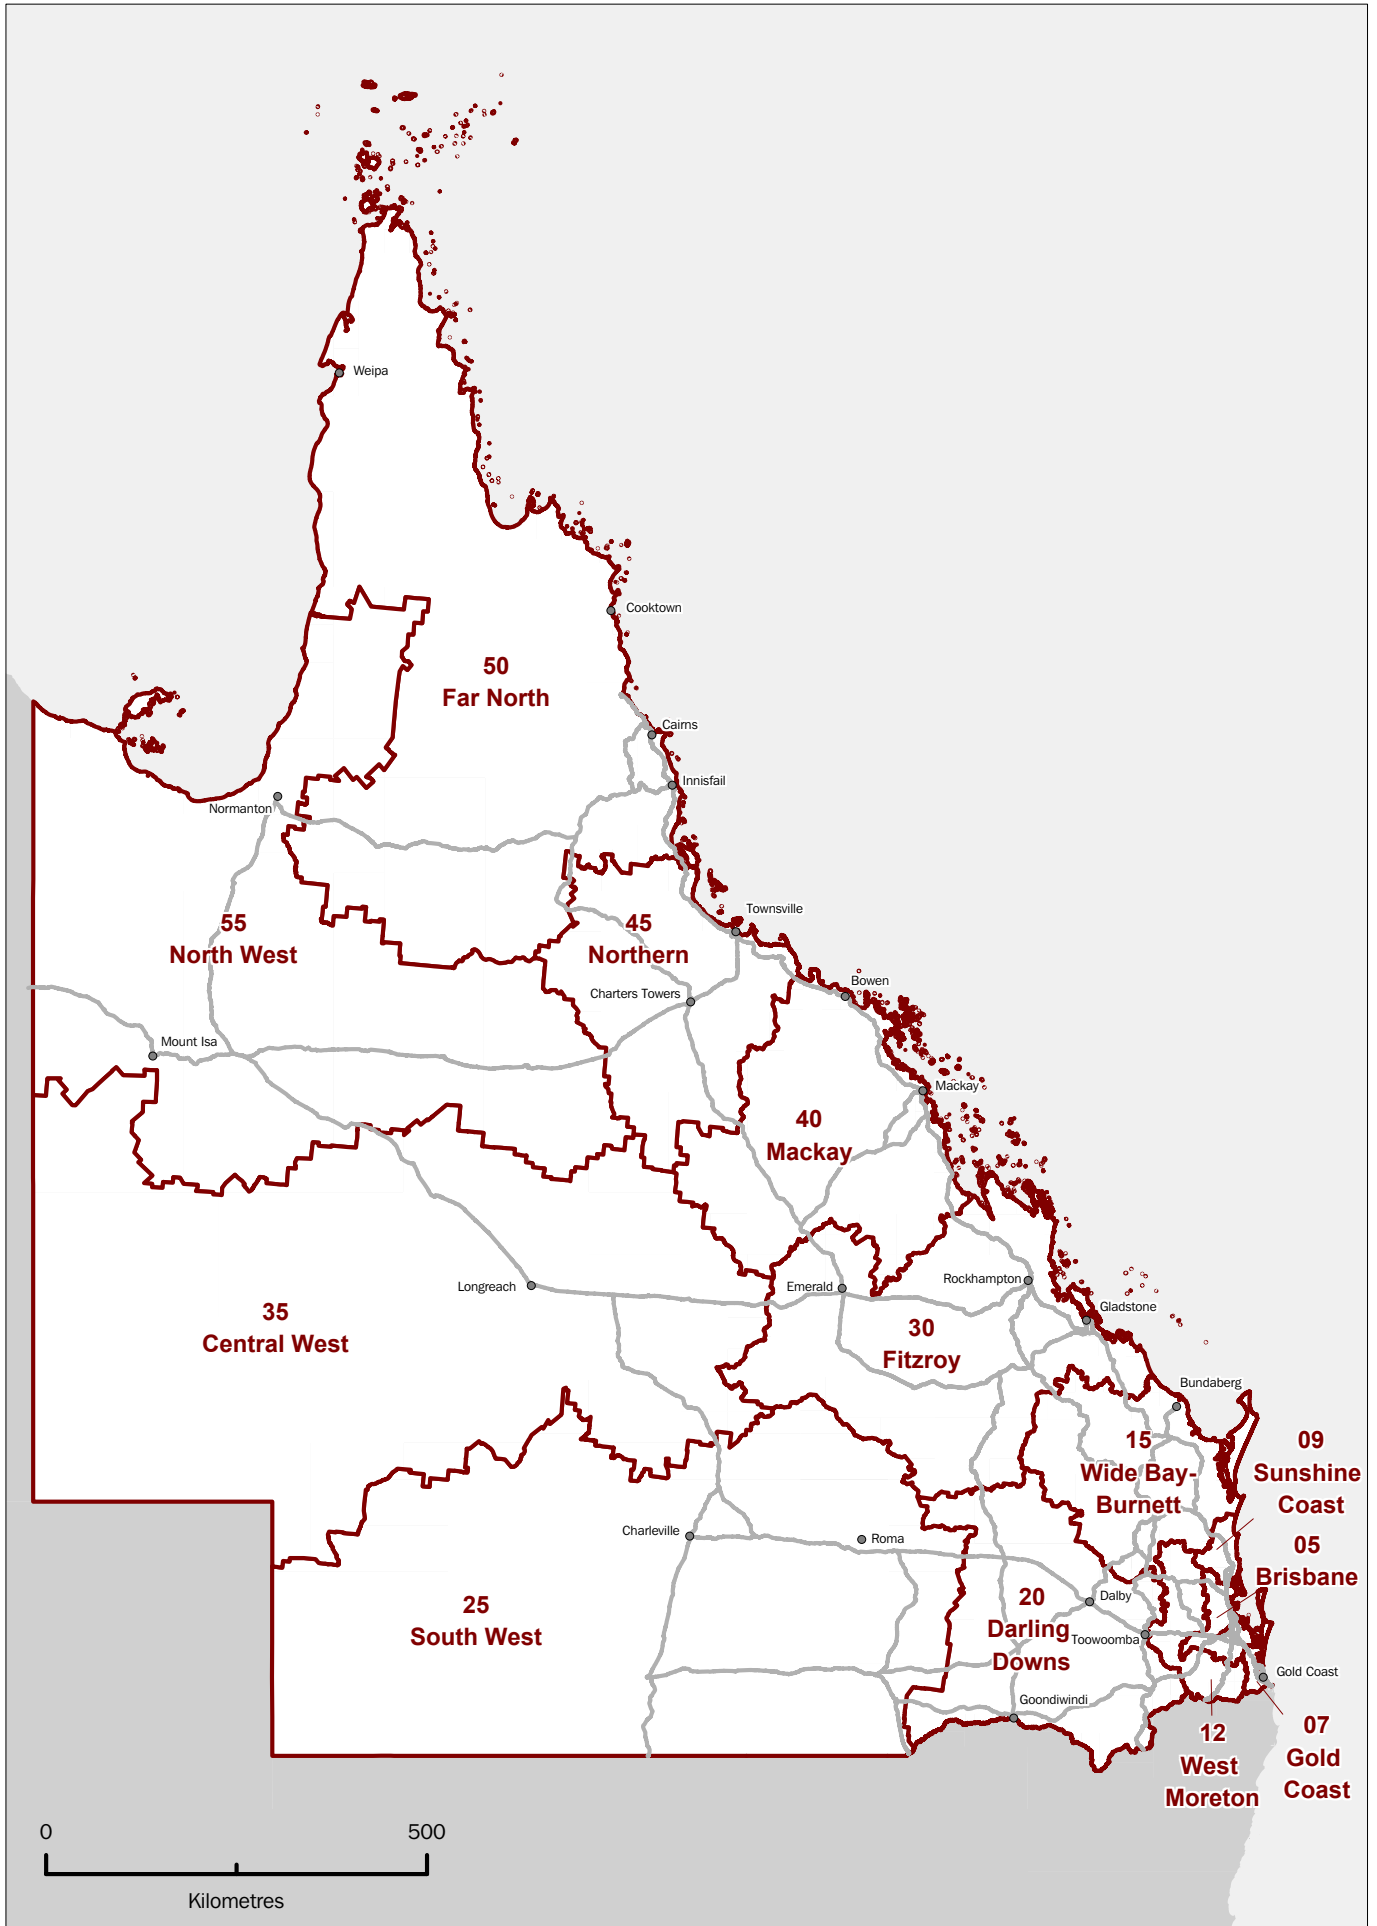 Weipa
Cooktown
50
Far North
Cairns
Innisfail
Normanton
55
North West
45
Northern
Townsville
Charters Towers
Bowen
Mount Isa
Mackay
40
Mackay
Longreach
Emerald
Rockhampton
35
Central West
30
Fitzroy
Gladstone
Bundaberg
15
Wide Bay-
Burnett
09
Sunshine
Coast
Charleville
Roma
05
Brisbane
25
South West
20
Darling
Downs
Dalby
Toowoomba
Gold Coast
Goondiwindi
12
West
Moreton
07
Gold
Coast
0
500
Kilometres